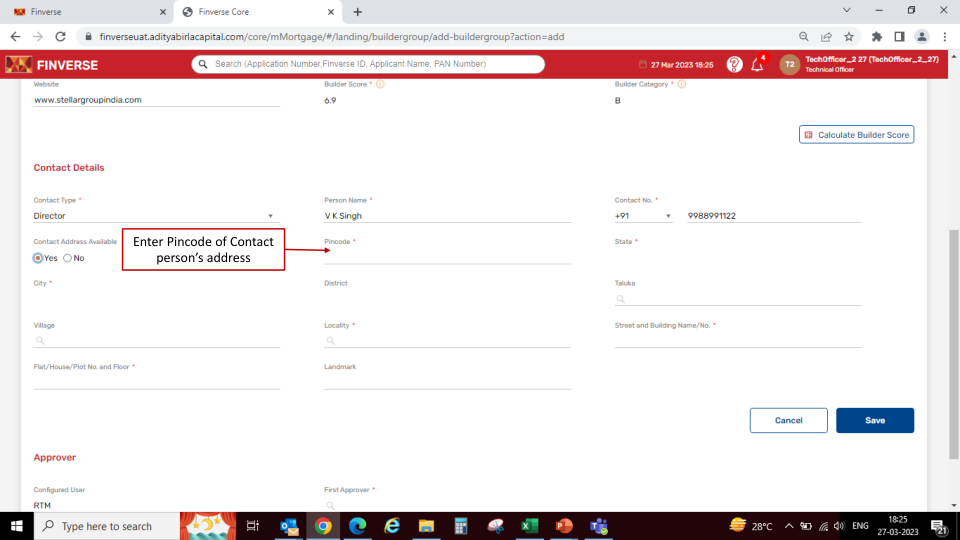 Finverse
Finverse Core
finverseuat.adityabirlacapital.com/core/mMortgage/#/landing/buildergroup/add-buildergroup?action=add
FINVERSE
Search (Application Number,Finverse ID, Applicant Name, PAN Number)
27 Mar 2023 18:25
4
T2
TechOfficer_2 27 (TechOfficer_2_27)
Technical Officer
Website
Builder Score *
Builder Category *
www.stellargroupindia.com
6.9
B
Calculate Builder Score
Contact Details
Contact Type *
Person Name *
Contact No. *
Director
V K Singh
+91
9988991122
Contact Address Available
Pincode *
State *
Yes
No
Enter Pincode of Contact
person's address
City *
District
Taluka
Village
Locality *
Street and Building Name/No. *
Flat/House/Plot No. and Floor *
Landmark
Cancel
Save
Approver
Configured User
First Approver *
RTM
Type here to search
28°C
ENG
18:25
27-03-2023
21